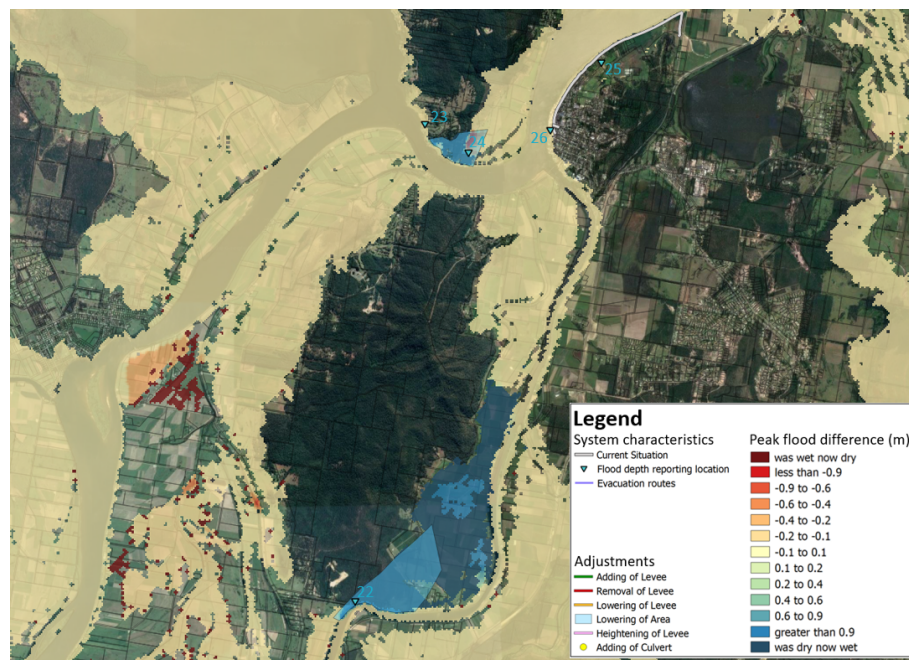 23
24
25
26
22
Legend
System characteristics
Current Situation
Flood depth reporting location
Evacuation routes
Adjustments
Adding of Levee
Removal of Levee
Lowering of Levee
Lowering of Area
Heightening of Levee
Adding of Culvert
Peak flood difference (m)
was wet now dry
less than -0.9
-0.9 to -0.6
-0.6 to -0.4
-0.4 to -0.2
-0.2 to -0.1
-0.1 to 0.1
0.1 to 0.2
0.2 to 0.4
0.4 to 0.6
0.6 to 0.9
greater than 0.9
was dry now wet